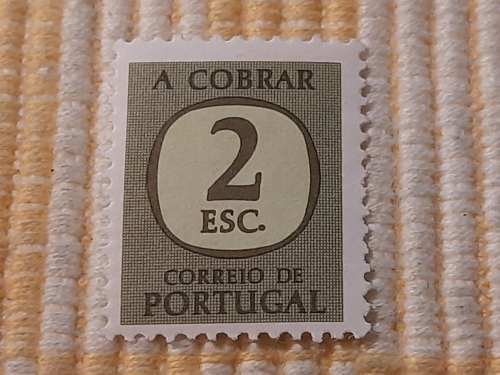 A COBRAR
2
ESC.
CORREIO DE
PORTUGAL